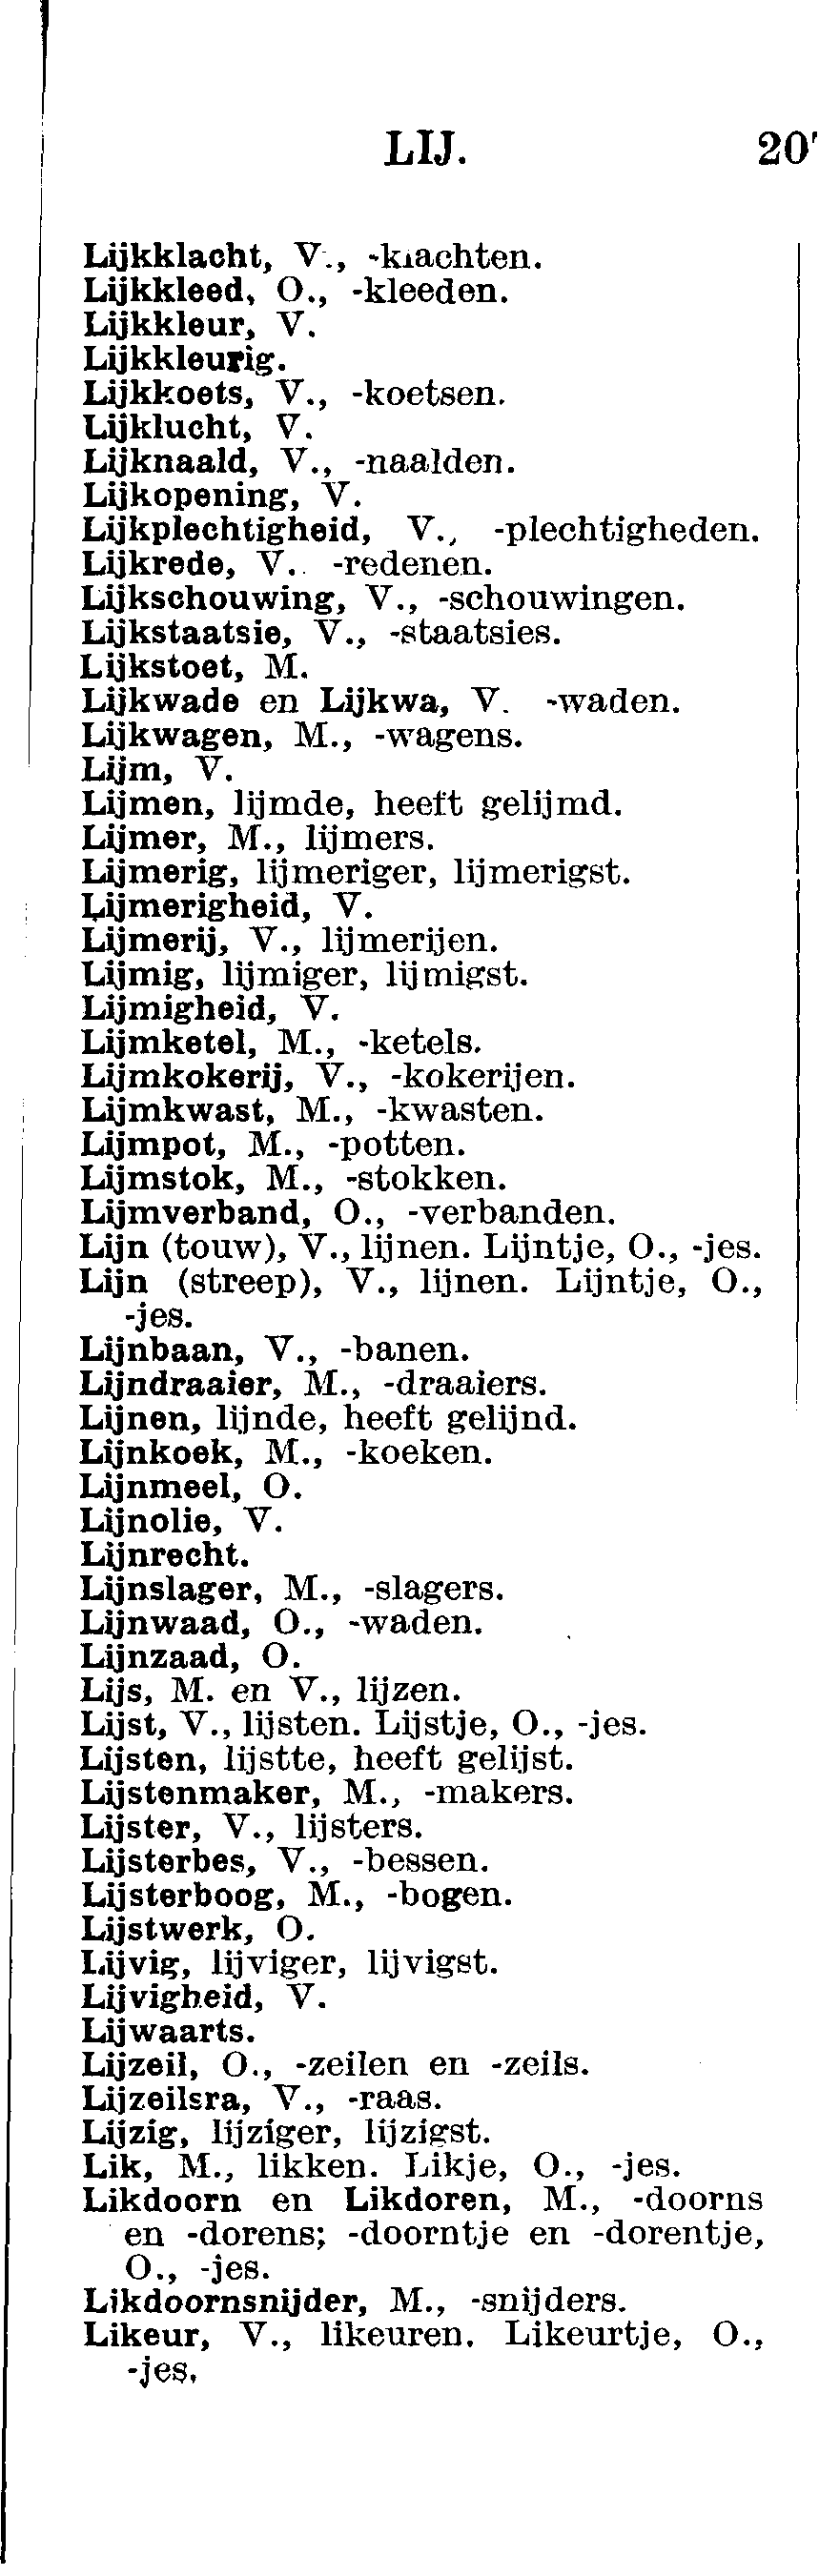 LIJ.
20
Lijkklacht, V., -klachten.
Lijkkleed, O., -kleeden.
Lijkkleur, V.
Lijkkleurig.
Lijkkoets, V., -koetsen.
Lijklucht, V.
Lijknaald, V., -naalden.
Lijkopening, V.
Lijkplechtigheid, V., -plechtigheden.
Lijkrede, V.. -redenen.
Lijkschouwing, V., -schouwingen.
Lijkstaatsie, V., -staatsies.
Lijkstoet, M.
Lijkwade en Lijkwa, V. -waden.
Lijkwagen, M., -wagens.
Lijm, V.
Lijmen, lijmde, heeft gelijmd.
Lijmer, M., lijmers.
Lijmerig, lijmeriger, lijmerigst.
Lijmerigheid, V.
Lijmerij, V., lijmerijen.
Lijmig, lijmiger, lijmigst.
Lijmigheid, V.
Lijmketel, M., -ketels.
Lijmkokerij, V., -kokerijen.
Lijmkwast, M., -kwasten.
Lijmpot, M., -potten.
Lijmstok, M., -stokken.
Lijmverband, O., -verbanden.
Lijn (touw), V., lijnen. Lijntje, O., -jes.
Lijn (streep), V., lijnen. Lijntje, O.,
-jes.
Lijnbaan, V., -banen.
Lijndraaier, M., -draaiers.
Lijnen, lijnde, heeft gelijnd.
Lijnkoek, M., -koeken.
Lijnmeel, O.
Lijnolie, V.
Lijnrecht.
Lijnslager, M., -slagers.
Lijnwaad, O., -waden.
Lijnzaad, O.
Lijs, M. en V., lijzen.
Lijst, V., lijsten. Lijstje, O., -jes.
Lijsten, lijstte, heeft gelijst.
Lijstenmaker, M., -makers.
Lijster, V., lijsters.
Lijsterbes, V., -bessen.
Lijsterboog, M., -bogen.
Lijstwerk, O.
Lijvig, lijviger, lijvigst.
Lijvigheid, V.
Lijwaarts.
Lijzeil, O., -zeilen en -zeils.
Lijzeilsra, V., -raas.
Lijzig, lijziger, lijzigst.
Lik, M., likken. Likje, O., -jes.
Likdoorn en Likdoren, M., -doorns
en -dorens; -doorntje en -dorentje,
O., -jes.
Likdoornsnijder, M., -snijders.
Likeur, V., likeuren. Likeurtje, O.,
-jes.